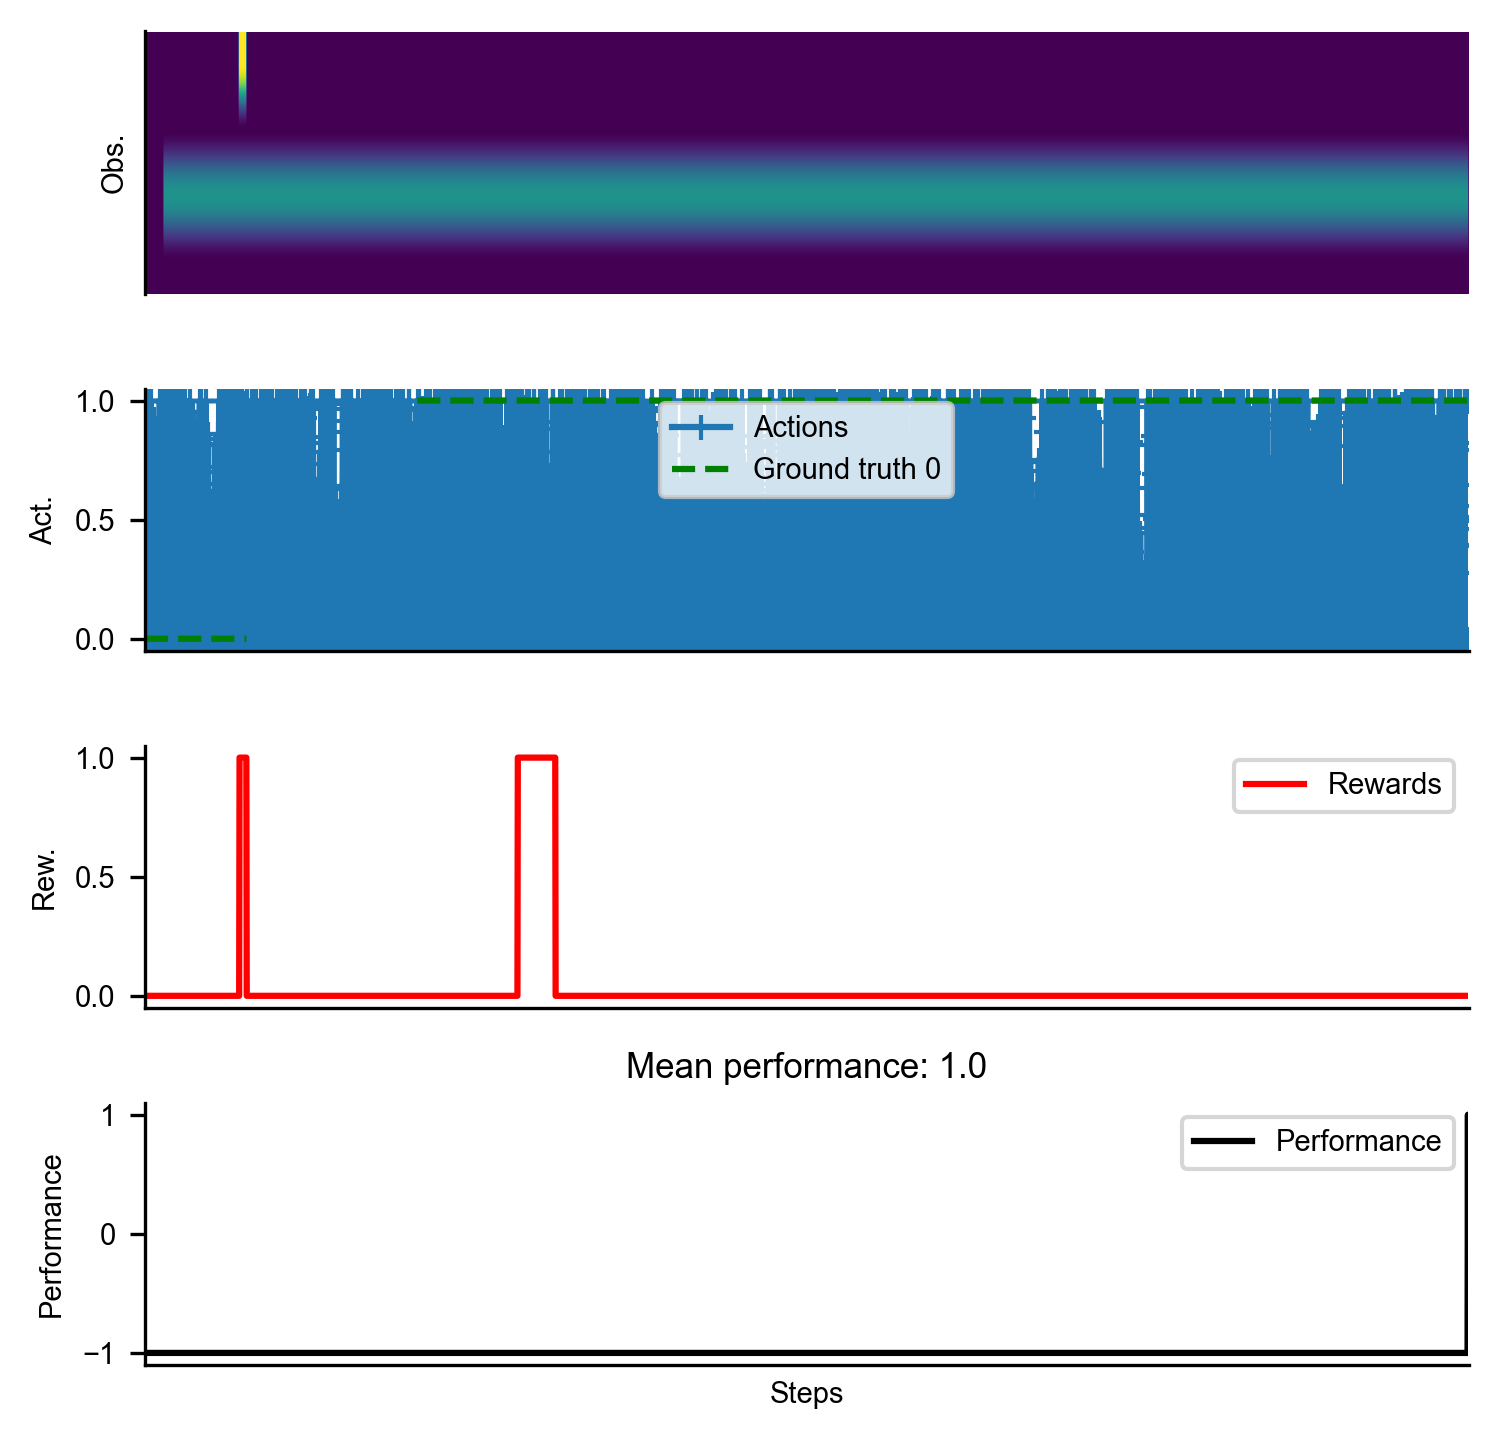 Obs.
1.0
0.5
0.0
Act.
Actions
Ground truth 0
1.0
0.5
0.0
Rew.
Rewards
Mean performance: 1.0
1
0
−1
Performance
Performance
Steps